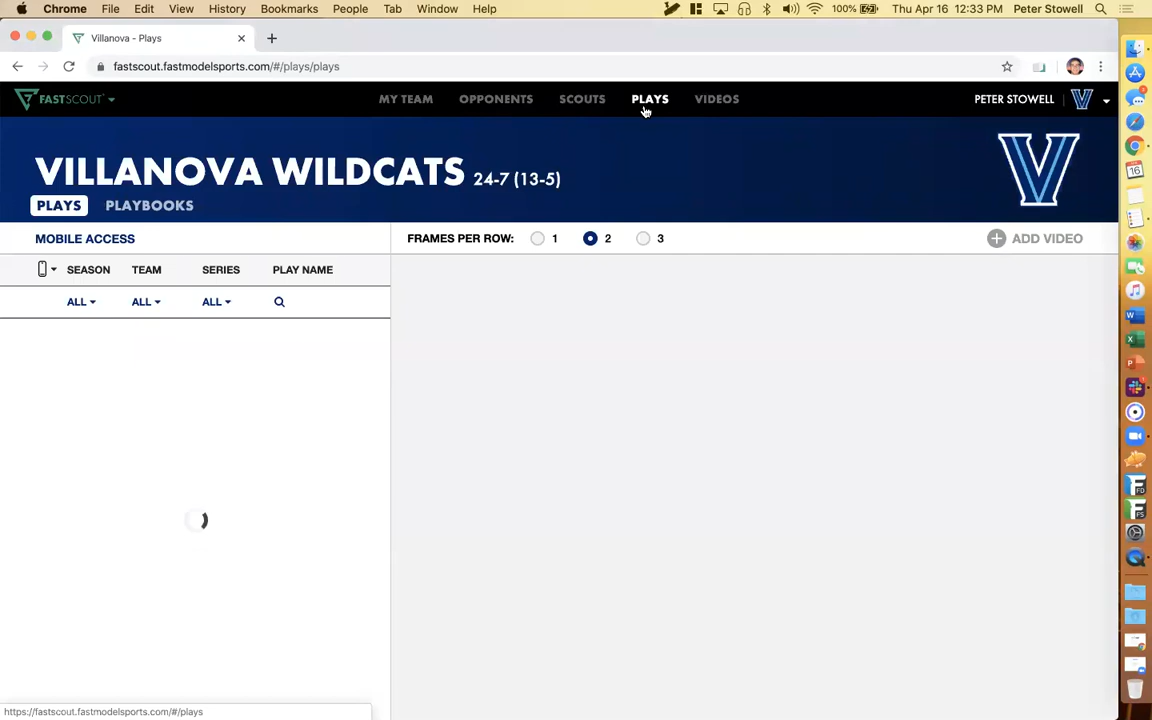 Chrome File Edit View History Bookmarks People Tab Window Help 100% Thu Apr 16 12:33 PM Peter Stowell
Villanova - Plays
fastscout.fastmodelsports.com/#/plays/plays
FASTSCOUT MY TEAM OPPONENTS SCOUTS PLAYS VIDEOS PETER STOWELL
VILLANOVA WILDCATS 24-7 (13-5)
PLAYS PLAYBOOKS
MOBILE ACCESS FRAMES PER ROW: 1 2 3 ADD VIDEO
SEASON TEAM SERIES PLAY NAME
ALL ALL ALL
https://fastscout.fastmodelsports.com/#/plays